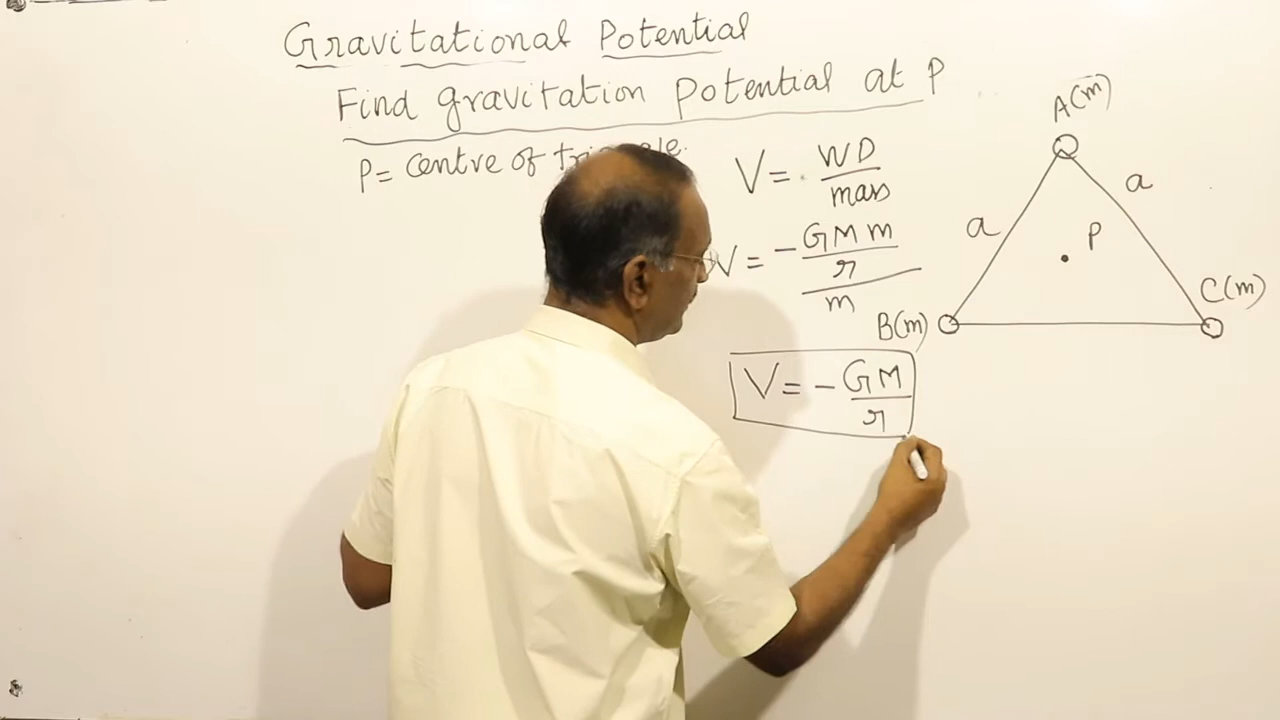 Gravitational Potential
Find gravitation Potential at P
P = Centre of
V = WD / mass
V = - GMm / r / m
V = - GM / r
A(m)
a
a
P
B(m)
C(m)